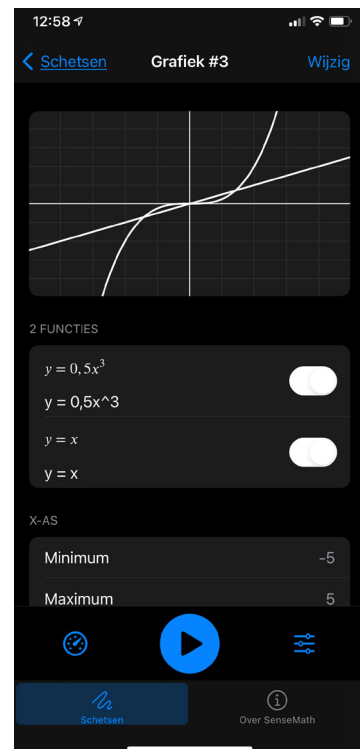 12:58
Schetsen
Grafiek #3
Wijzig
2 FUNCTIES
y = 0, 5x³
y = 0,5x^3
y = x
y = x
X-AS
Minimum -5
Maximum 5
Schetsen
Over SenseMath